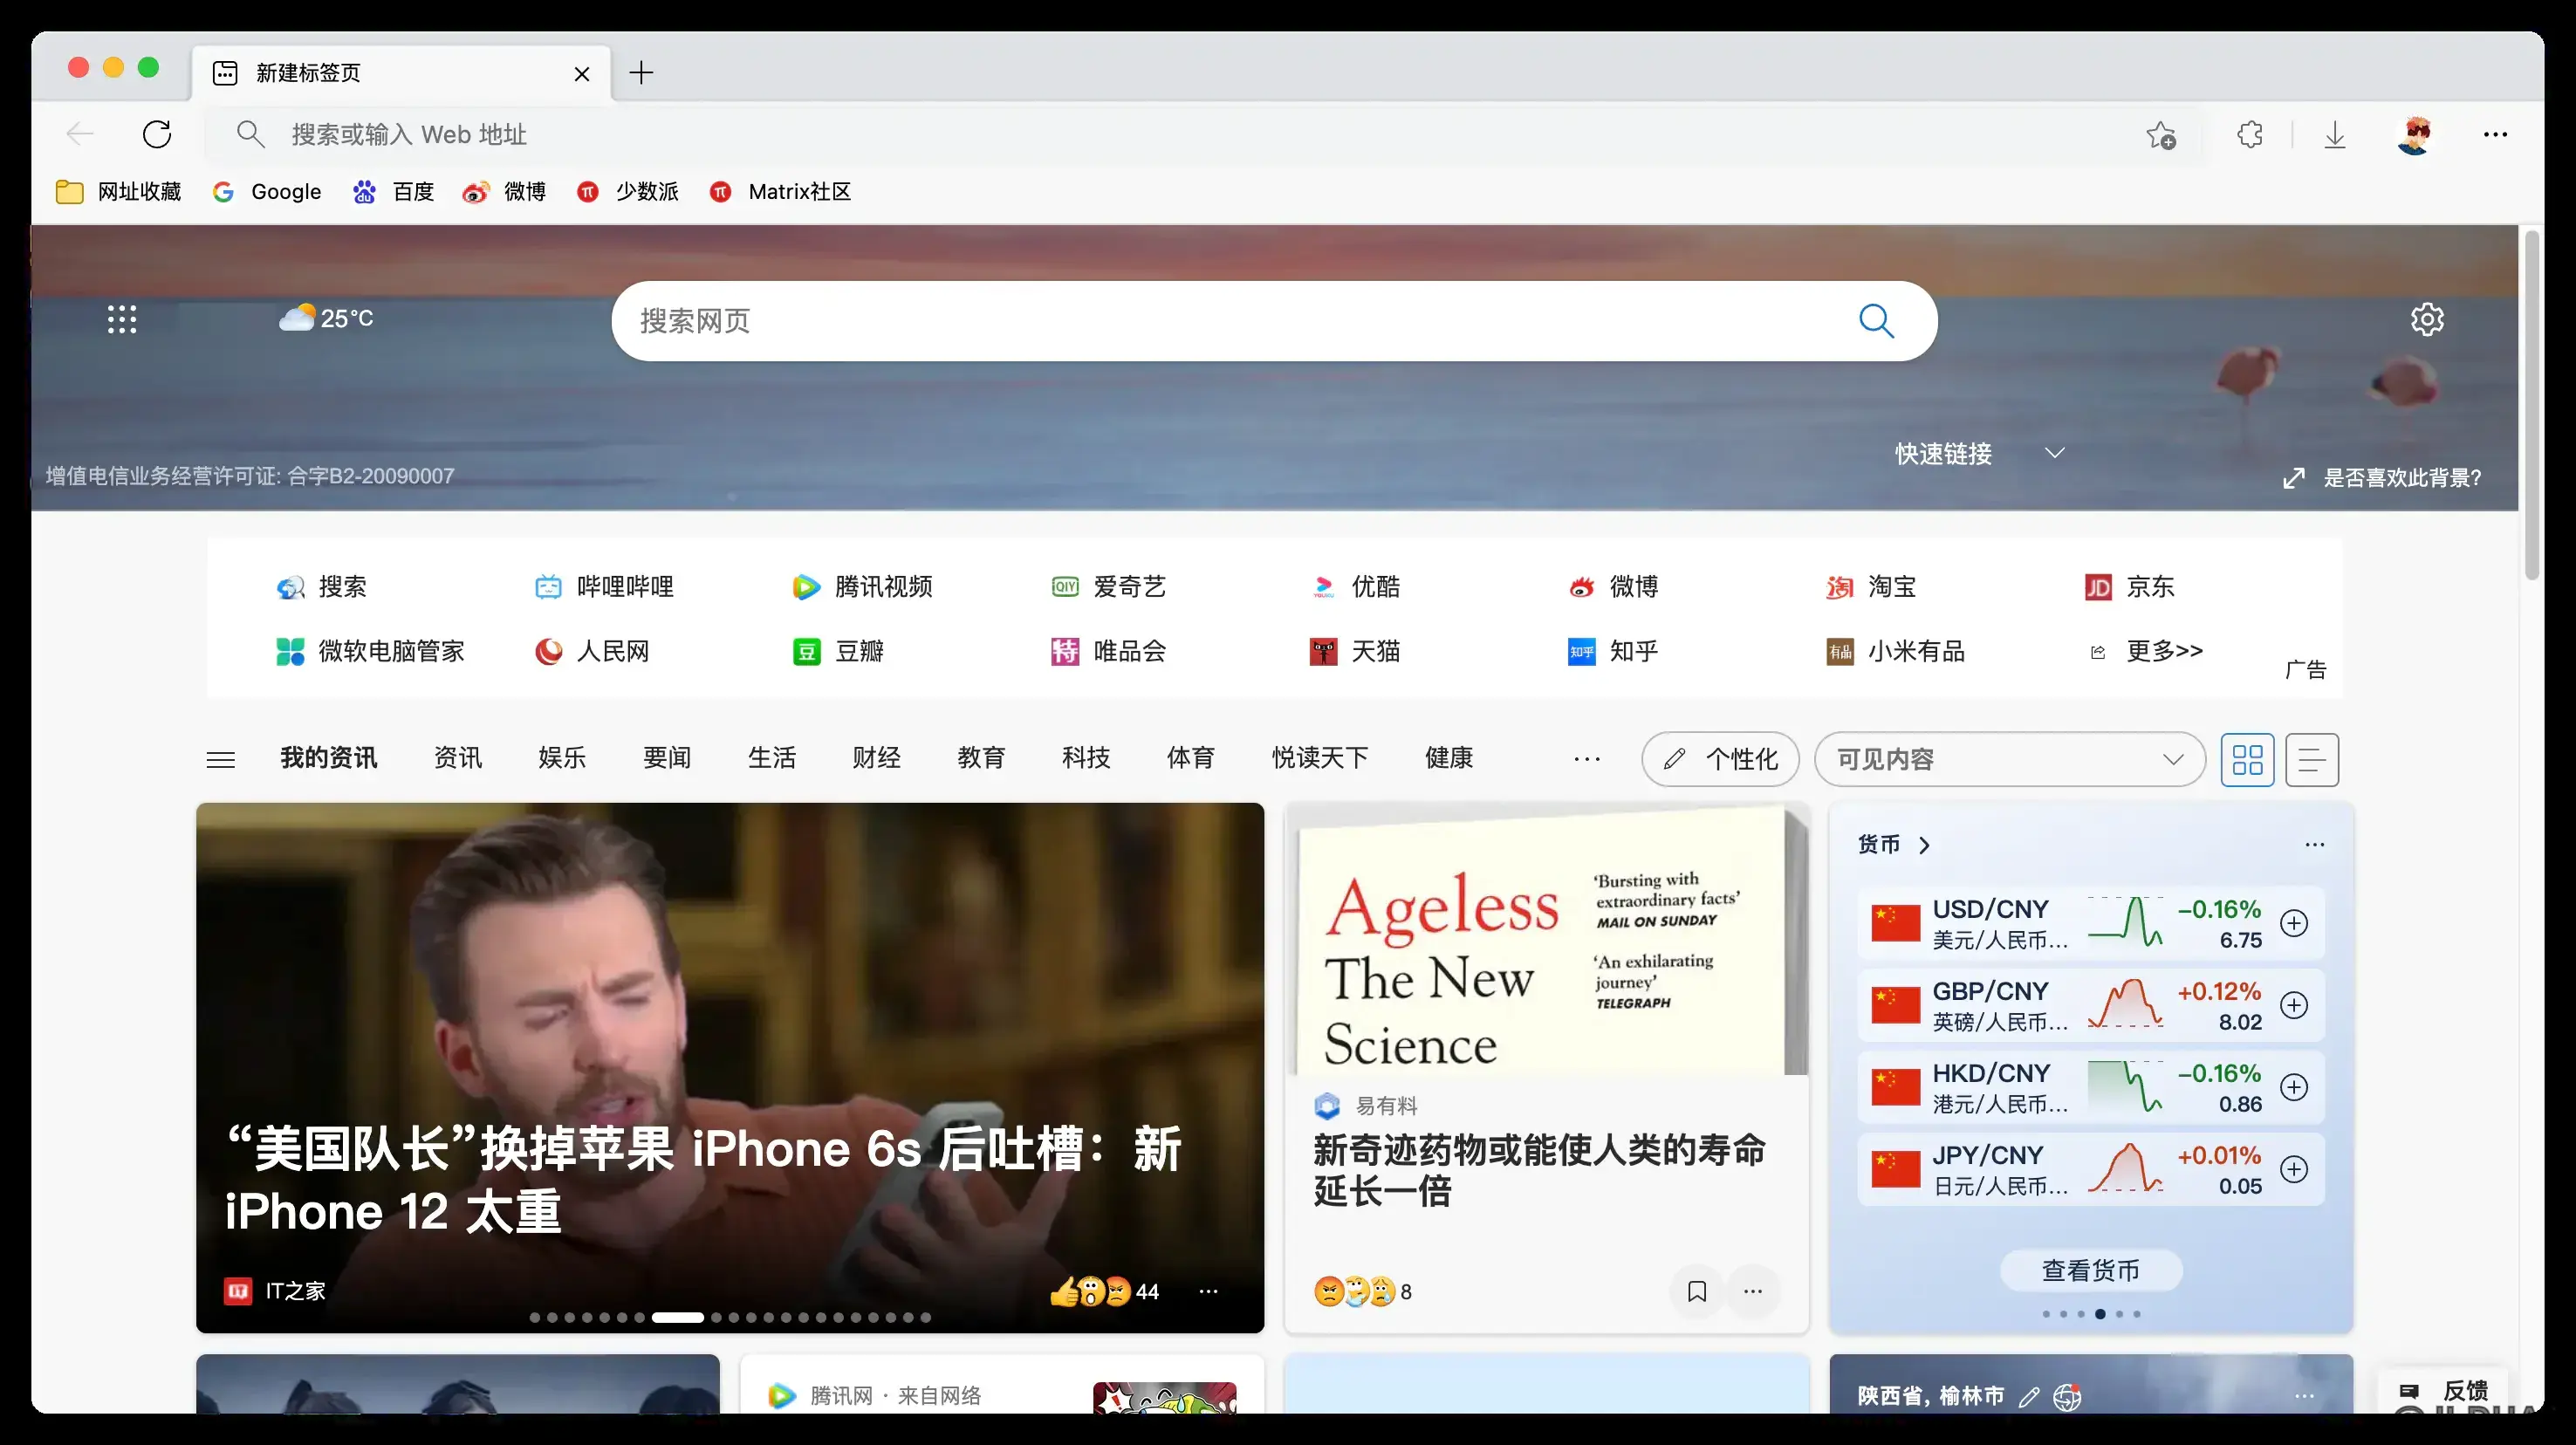 新建标签页
搜索或输入 Web 地址
网址收藏
Google
百度
微博
少数派
Matrix社区
25°C
搜索网页
快速链接
增值电信业务经营许可证: 合字B2-20090007
是否喜欢此背景?
搜索
哔哩哔哩
腾讯视频
爱奇艺
优酷
微博
淘宝
京东
微软电脑管家
人民网
豆瓣
唯品会
天猫
知乎
小米有品
更多>>
广告
我的资讯
资讯
娱乐
要闻
生活
财经
教育
科技
体育
悦读天下
健康
...
个性化
可见内容
“美国队长”换掉苹果 iPhone 6s 后吐槽：新
iPhone 12 太重
IT之家
44
Ageless
The New
Science
‘Bursting with
extraordinary facts’
MAIL ON SUNDAY
‘An exhilarating
journey’
TELEGRAPH
易有料
新奇迹药物或能使人类的寿命
延长一倍
8
货币
USD/CNY
−0.16%
美元/人民币...
6.75
GBP/CNY
+0.12%
英磅/人民币...
8.02
HKD/CNY
−0.16%
港元/人民币...
0.86
JPY/CNY
+0.01%
日元/人民币...
0.05
查看货币
腾讯网 · 来自网络
陕西省, 榆林市
反馈